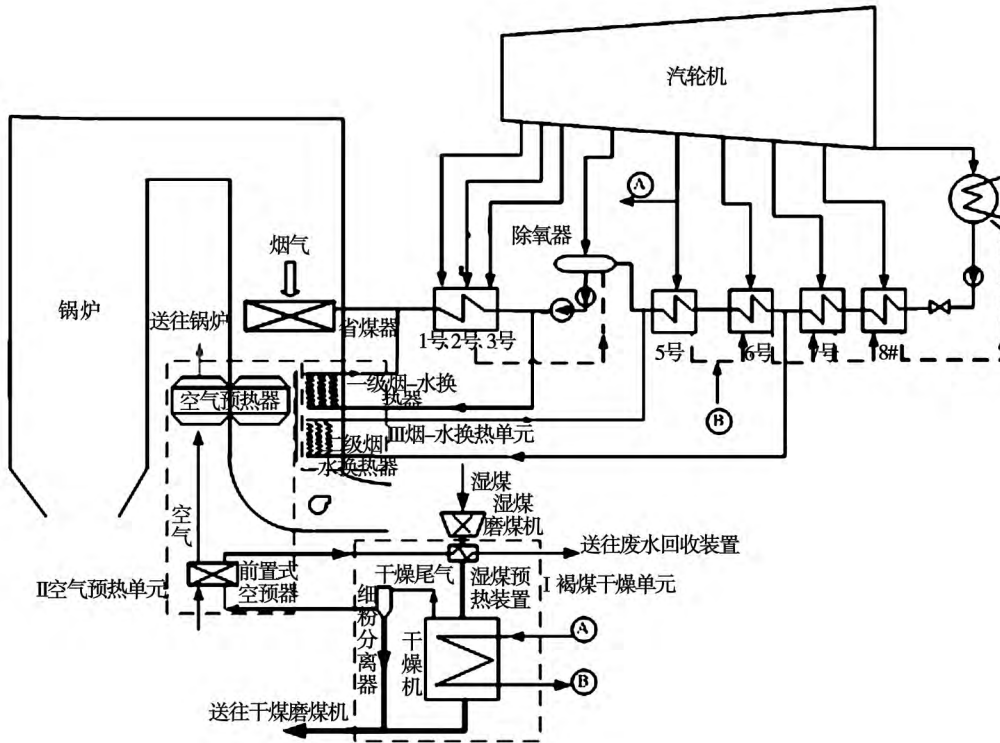 汽轮机
A
烟气
除氧器
锅炉
送往锅炉
省煤器
1号、2号、3号
5号
6号
7号
8#
一级烟-水换
热器
空气预热器
B
III烟-水换热单元
二级烟
水换热器
湿煤
湿煤
磨煤机
空气
送往废水回收装置
干燥尾气
湿煤预
热装置
I 褐煤干燥单元
II空气预热单元
前置式
空预器
细粉分离器
干燥机
A
B
送往干煤磨煤机